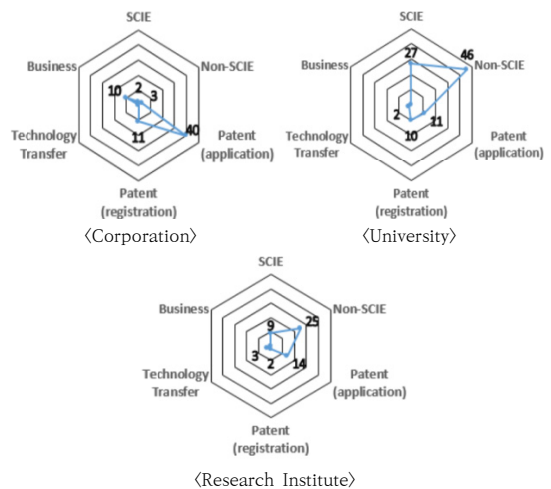 SCIE
Business
Non-SCIE
10
2
3
40
11
Technology
Transfer
Patent
(application)
Patent
(registration)
〈Corporation〉
SCIE
27
46
Business
Non-SCIE
2
11
10
Technology
Transfer
Patent
(application)
Patent
(registration)
〈University〉
SCIE
Business
Non-SCIE
9
25
3
2
14
Technology
Transfer
Patent
(application)
Patent
(registration)
〈Research Institute〉